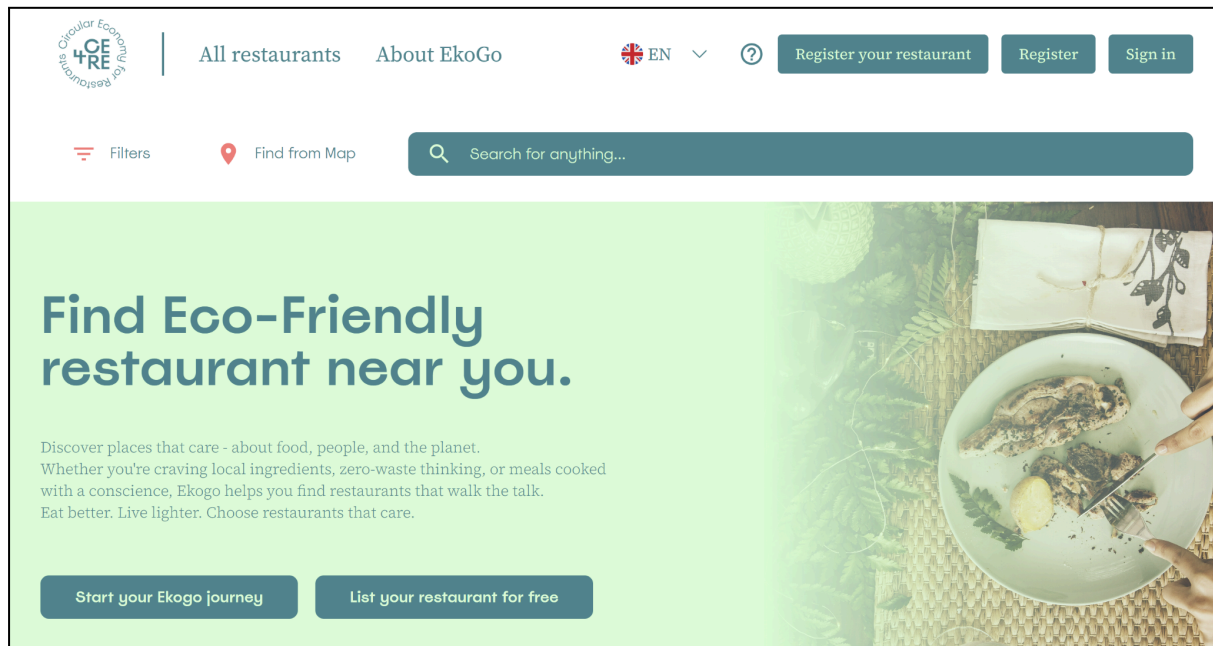 Circular Economy for Restaurants
CE
4RE
All restaurants
About EkoGo
EN
?
Register your restaurant
Register
Sign in
Filters
Find from Map
Search for anything...
Find Eco-Friendly
restaurant near you.
Discover places that care - about food, people, and the planet.
Whether you're craving local ingredients, zero-waste thinking, or meals cooked
with a conscience, Ekogo helps you find restaurants that walk the talk.
Eat better. Live lighter. Choose restaurants that care.
Start your Ekogo journey
List your restaurant for free